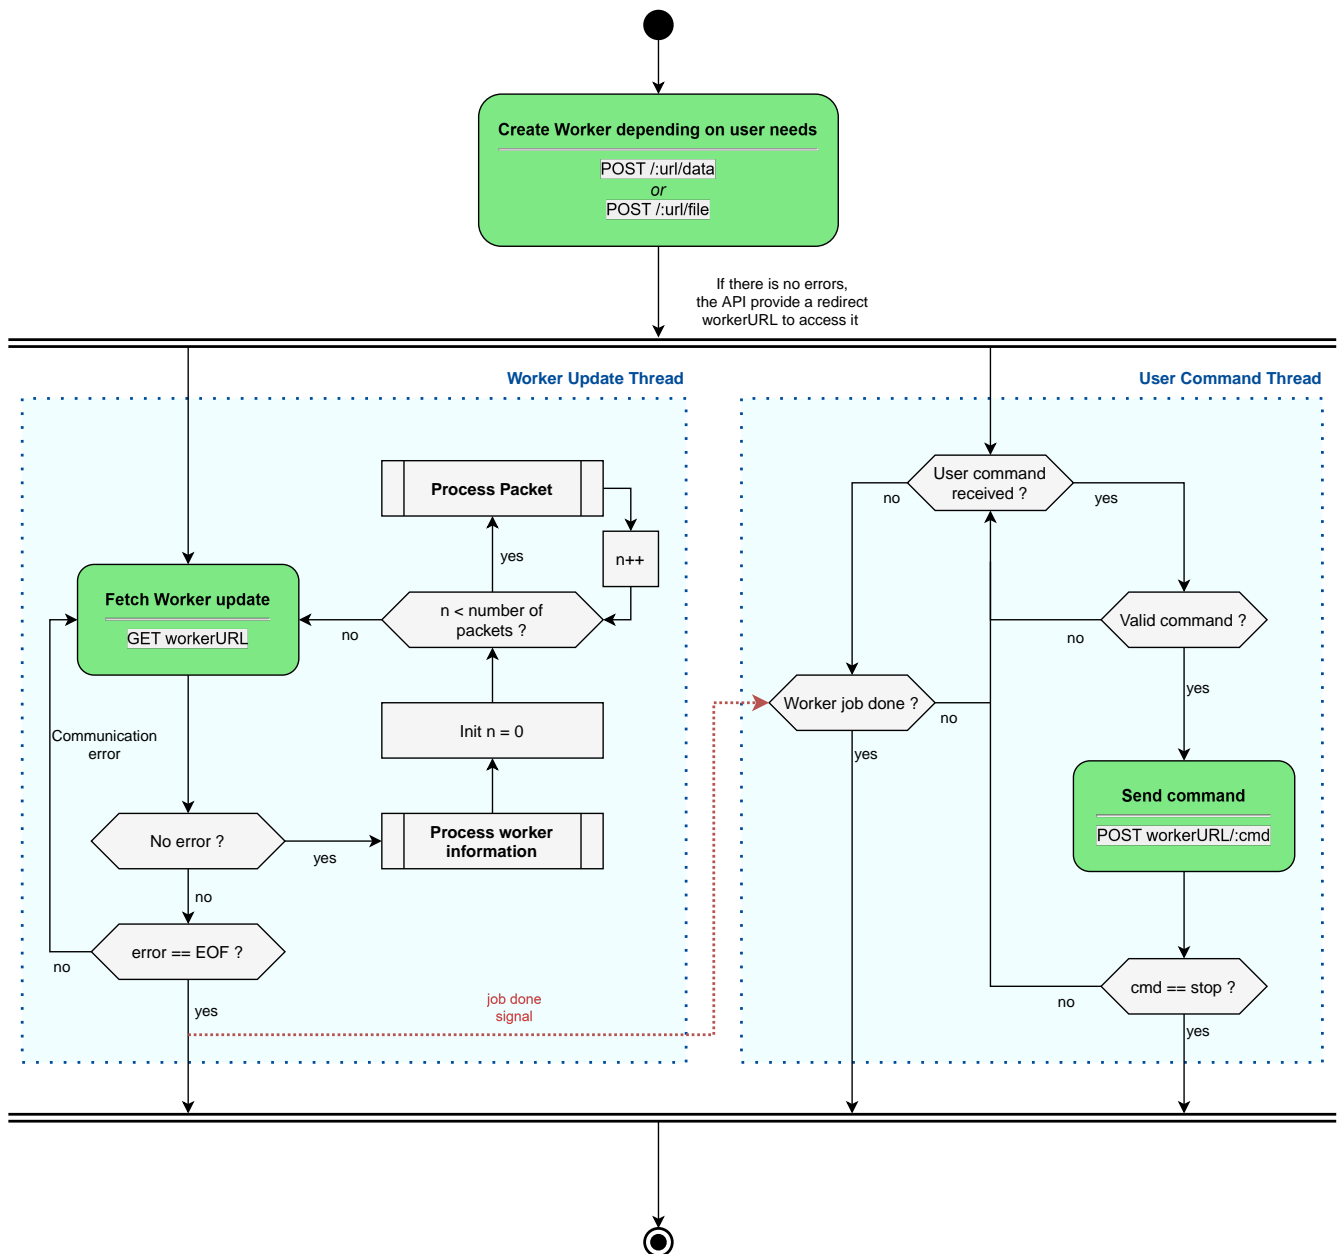 Create Worker depending on user needs
POST /:url/data
or
POST /:url/file
If there is no errors,
the API provide a redirect
workerURL to access it
Worker Update Thread
Process Packet
n++
yes
n < number of
packets ?
no
Fetch Worker update
GET workerURL
Init n = 0
Communication
error
Process worker
information
No error ?
yes
no
error == EOF ?
no
yes
job done
signal
User Command Thread
User command
received ?
no
yes
Valid command ?
no
yes
Worker job done ?
no
yes
Send command
POST workerURL/:cmd
cmd == stop ?
no
yes